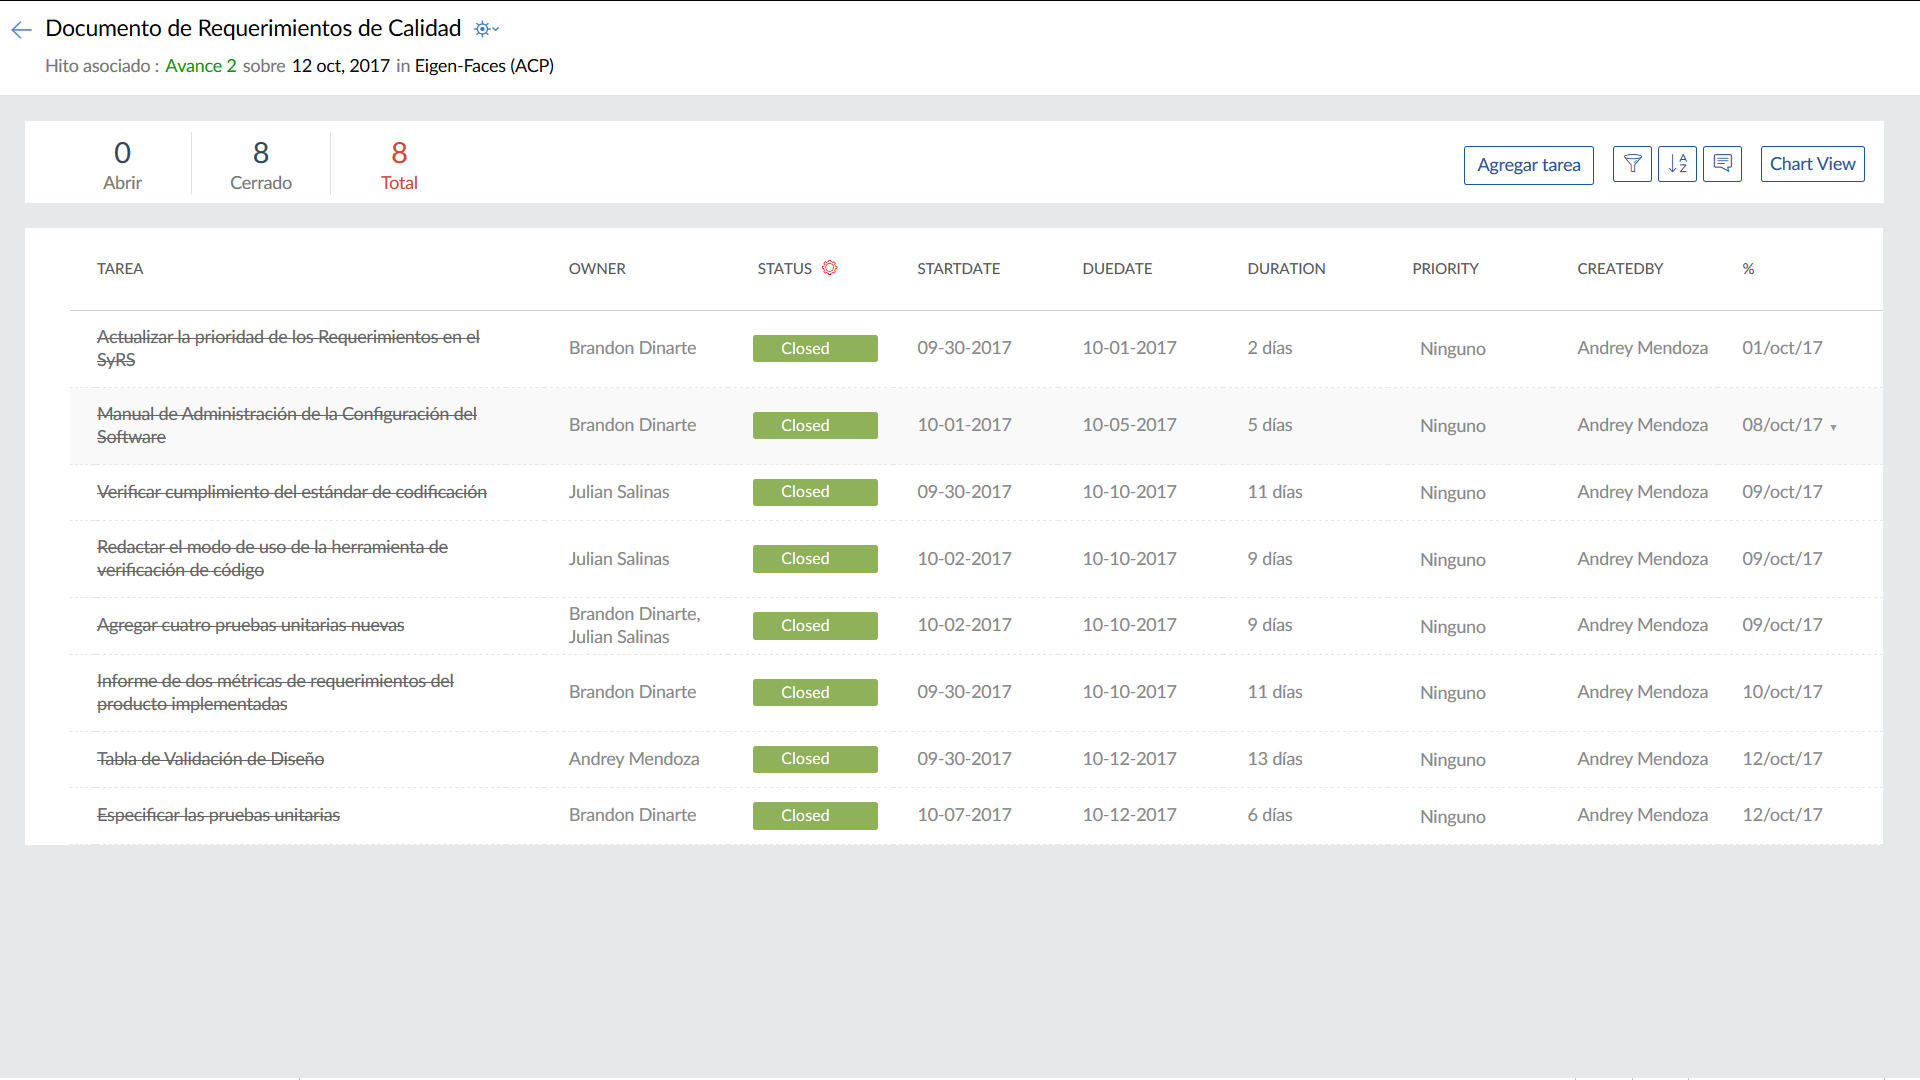 Documento de Requerimientos de Calidad
Hito asociado : Avance 2 sobre 12 oct, 2017 in Eigen-Faces (ACP)
0 8 8
Abrir Cerrado Total
Agregar tarea Chart View
TAREA OWNER STATUS STARTDATE DUEDATE DURATION PRIORITY CREATEDBY %
Actualizar la prioridad de los Requerimientos en el
SyRS
Brandon Dinarte Closed 09-30-2017 10-01-2017 2 días Ninguno Andrey Mendoza 01/oct/17
Manual de Administración de la Configuración del
Software
Brandon Dinarte Closed 10-01-2017 10-05-2017 5 días Ninguno Andrey Mendoza 08/oct/17
Verificar cumplimiento del estándar de codificación Julian Salinas Closed 09-30-2017 10-10-2017 11 días Ninguno Andrey Mendoza 09/oct/17
Redactar el modo de uso de la herramienta de
verificación de código
Julian Salinas Closed 10-02-2017 10-10-2017 9 días Ninguno Andrey Mendoza 09/oct/17
Agregar cuatro pruebas unitarias nuevas
Brandon Dinarte,
Julian Salinas
Closed 10-02-2017 10-10-2017 9 días Ninguno Andrey Mendoza 09/oct/17
Informe de dos métricas de requerimientos del
producto implementadas
Brandon Dinarte Closed 09-30-2017 10-10-2017 11 días Ninguno Andrey Mendoza 10/oct/17
Tabla de Validación de Diseño Andrey Mendoza Closed 09-30-2017 10-12-2017 13 días Ninguno Andrey Mendoza 12/oct/17
Especificar las pruebas unitarias Brandon Dinarte Closed 10-07-2017 10-12-2017 6 días Ninguno Andrey Mendoza 12/oct/17